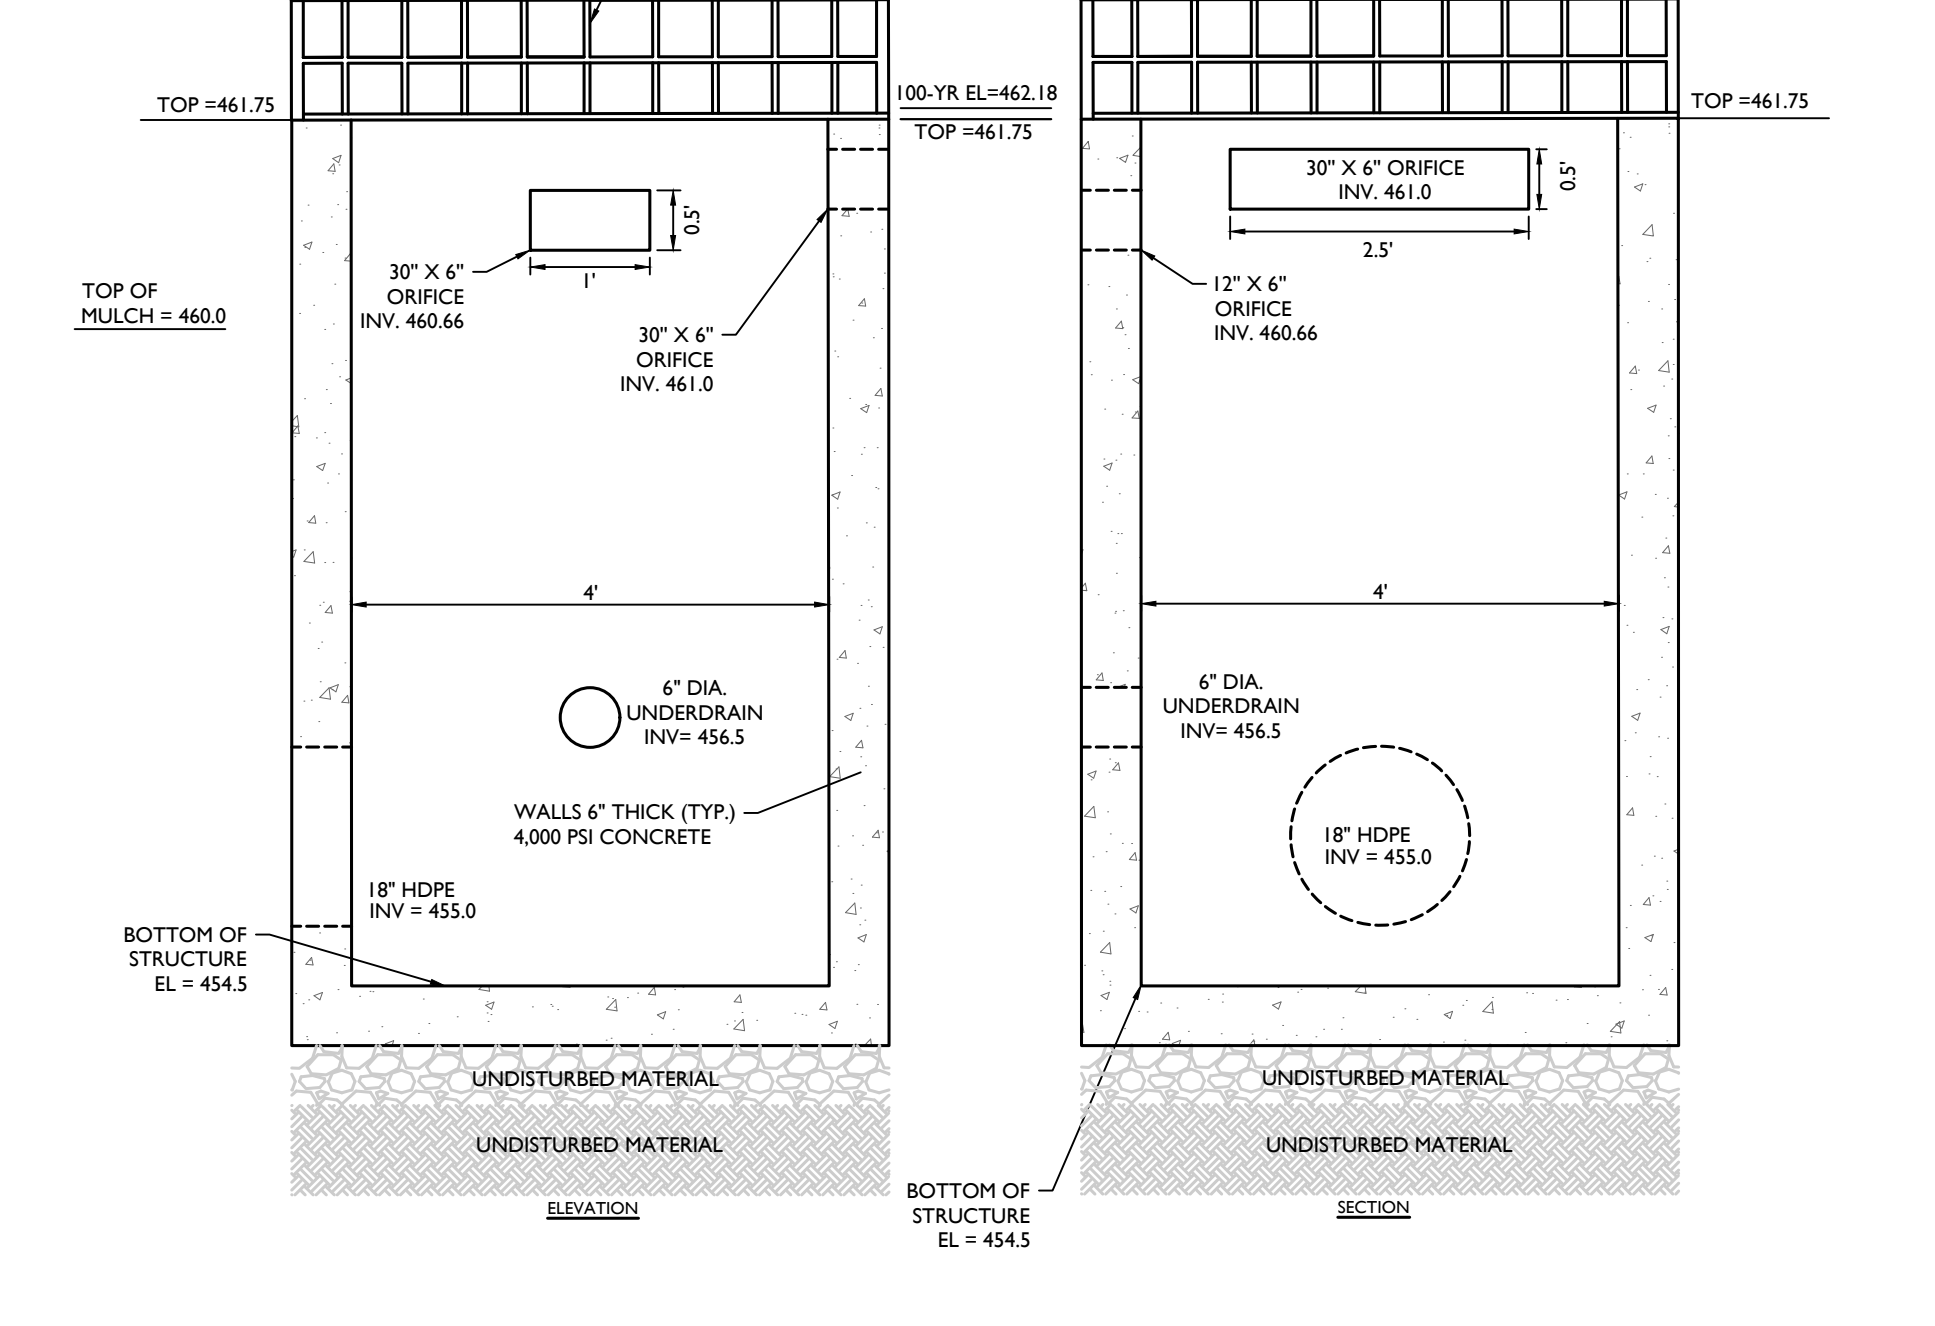 TOP =461.75
100-YR EL=462.18
TOP =461.75
TOP =461.75
30" X 6" ORIFICE
INV. 461.0
0.5'
2.5'
0.5'
1'
30" X 6"
ORIFICE
INV. 460.66
TOP OF
MULCH = 460.0
30" X 6"
ORIFICE
INV. 461.0
12" X 6"
ORIFICE
INV. 460.66
4'
4'
6" DIA.
UNDERDRAIN
INV= 456.5
6" DIA.
UNDERDRAIN
INV= 456.5
WALLS 6" THICK (TYP.)
4,000 PSI CONCRETE
18" HDPE
INV = 455.0
18" HDPE
INV = 455.0
BOTTOM OF
STRUCTURE
EL = 454.5
UNDISTURBED MATERIAL
UNDISTURBED MATERIAL
ELEVATION
UNDISTURBED MATERIAL
UNDISTURBED MATERIAL
SECTION
BOTTOM OF
STRUCTURE
EL = 454.5